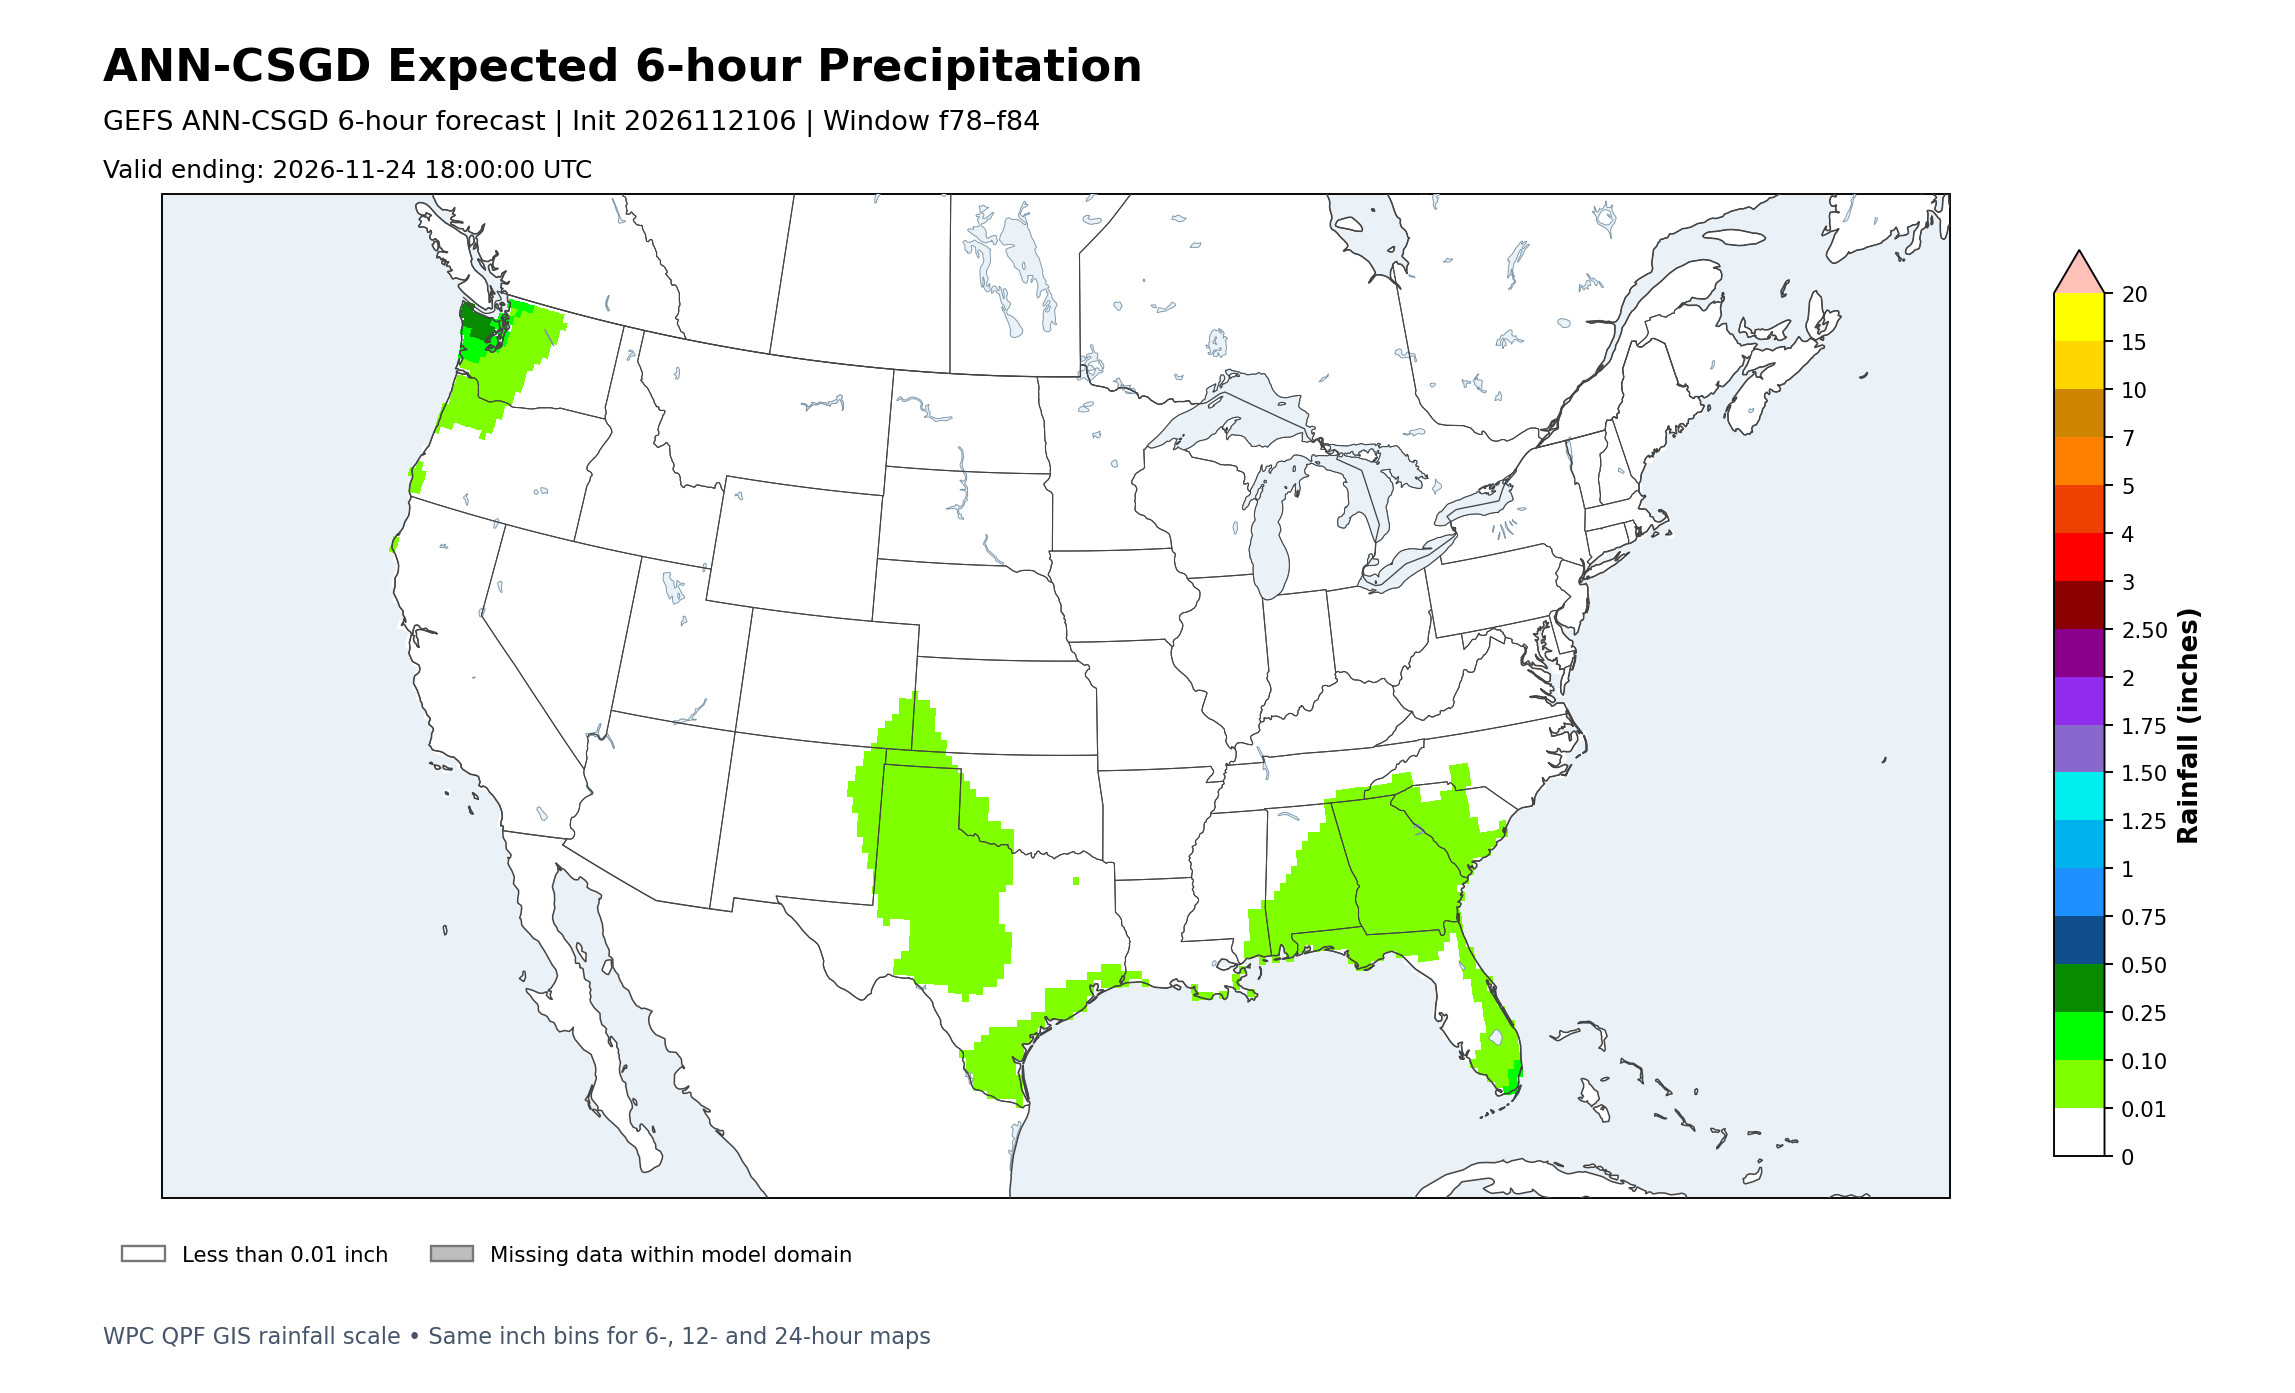 ANN-CSGD Expected 6-hour Precipitation
GEFS ANN-CSGD 6-hour forecast | Init 2026112106 | Window f78–f84
Valid ending: 2026-11-24 18:00:00 UTC
20
15
10
7
5
4
3
2.50
2
1.75
1.50
1.25
1
0.75
0.50
0.25
0.10
0.01
0
Rainfall (inches)
Less than 0.01 inch
Missing data within model domain
WPC QPF GIS rainfall scale • Same inch bins for 6-, 12- and 24-hour maps